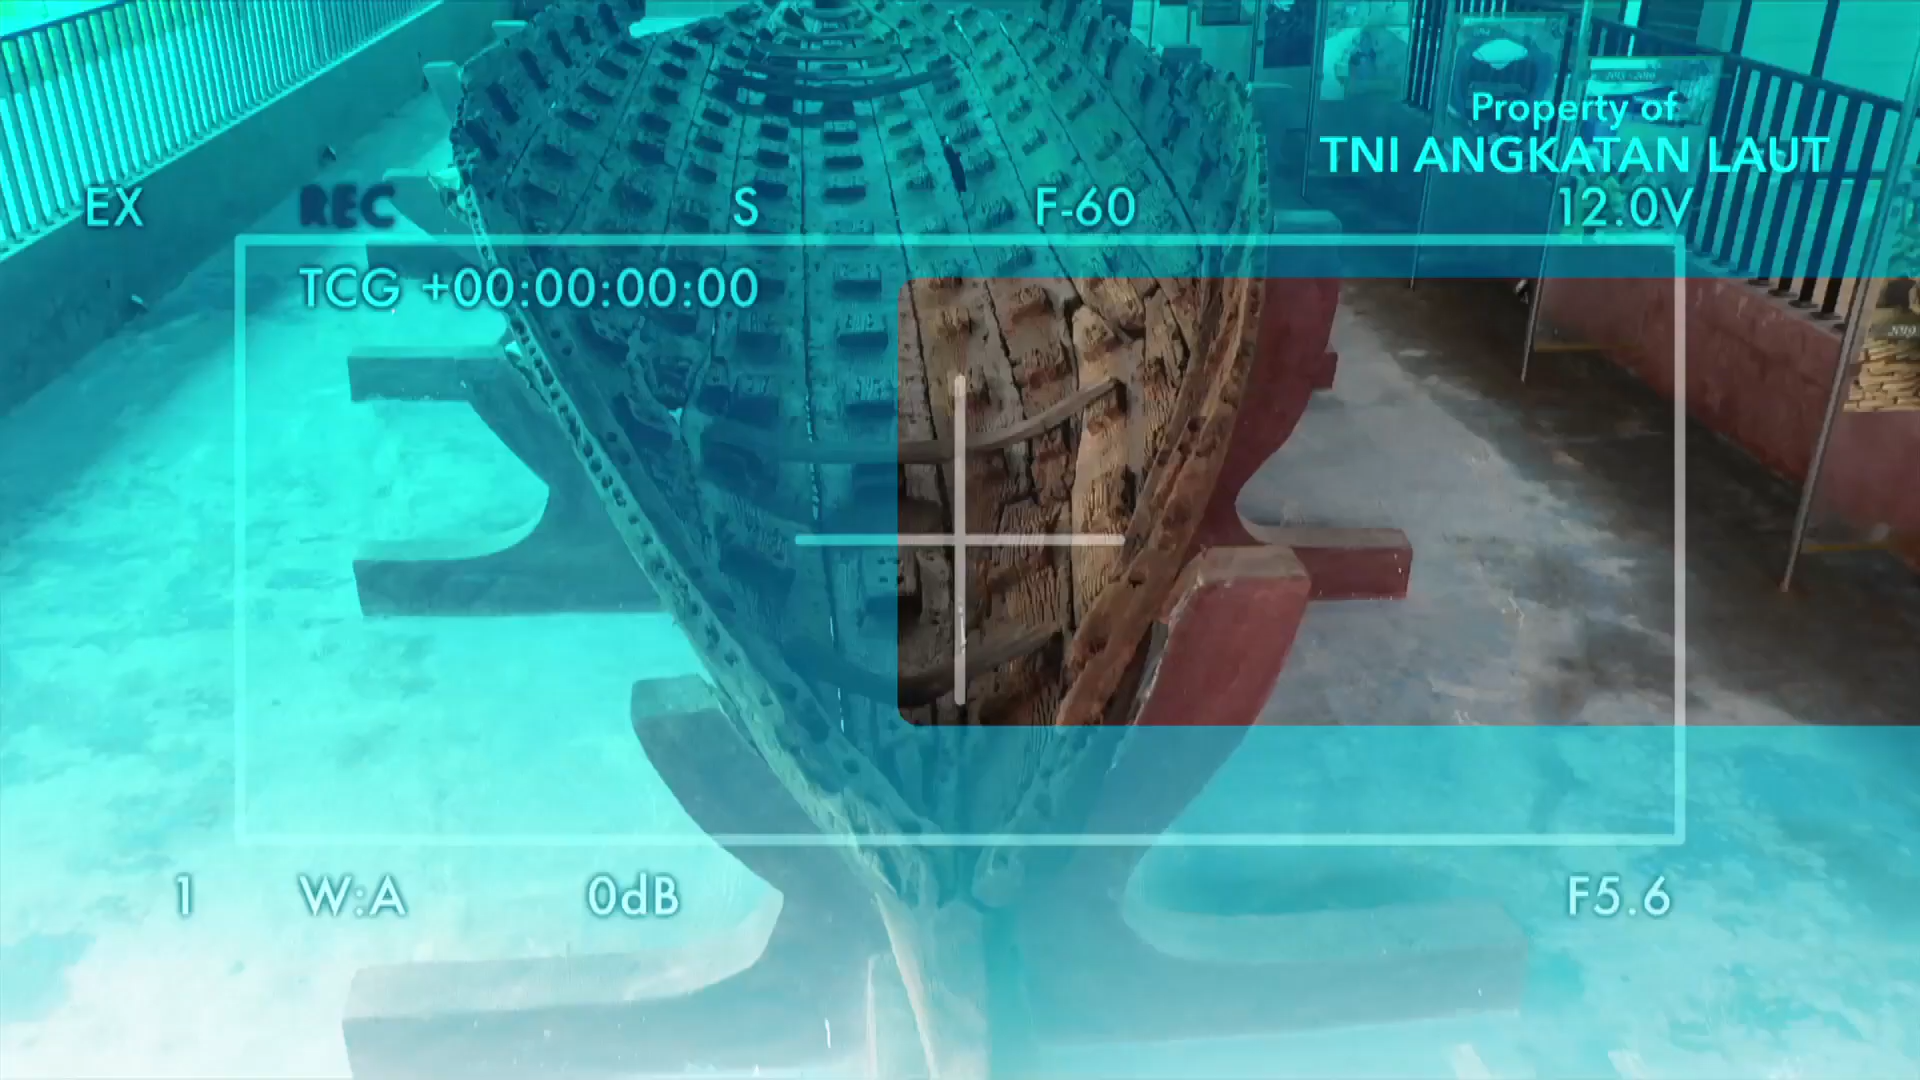 Property of
TNI ANGKATAN LAUT
EX REC S F-60 12.0V
TCG +00:00:00:00
2019
1 W:A 0dB F5.6